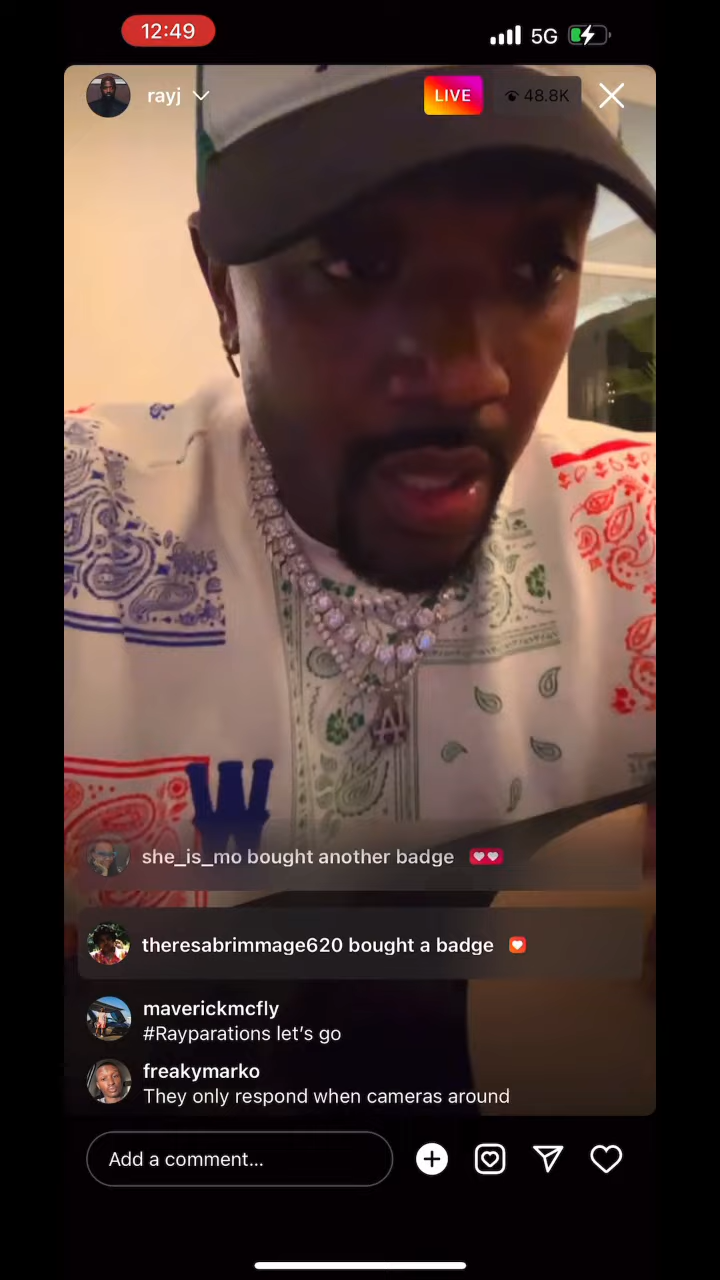 12:49
5G
rayj
LIVE
48.8K
W
she_is_mo bought another badge
theresabrimmage620 bought a badge
maverickmcfly
#Rayparations let’s go
freakymarko
They only respond when cameras around
Add a comment...